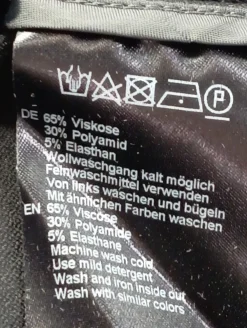 P
DE 65% Viskose
30% Polyamid
5% Elasthan
Wollwaschgang kalt möglich
Feinwaschmittel verwenden
Von links waschen und bügeln
Mit ähnlichen Farben waschen
EN 65% Viscose
30% Polyamide
5% Elasthane
Machine wash cold
Use mild detergent
Wash and iron inside out
Wash with similar colors